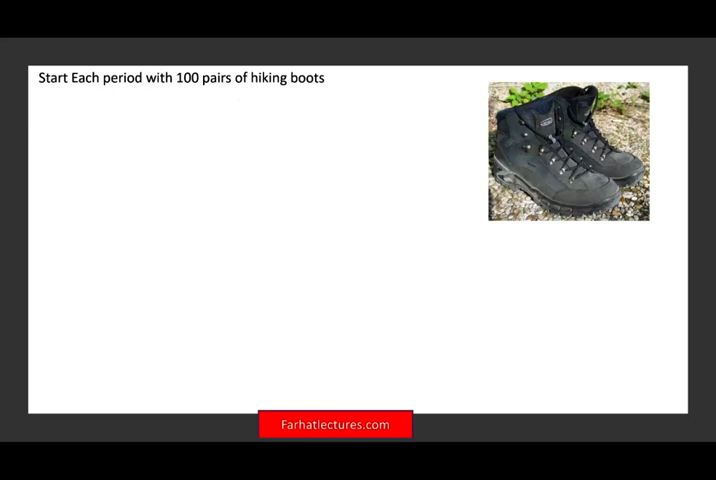 Start Each period with 100 pairs of hiking boots
Farhatlectures.com